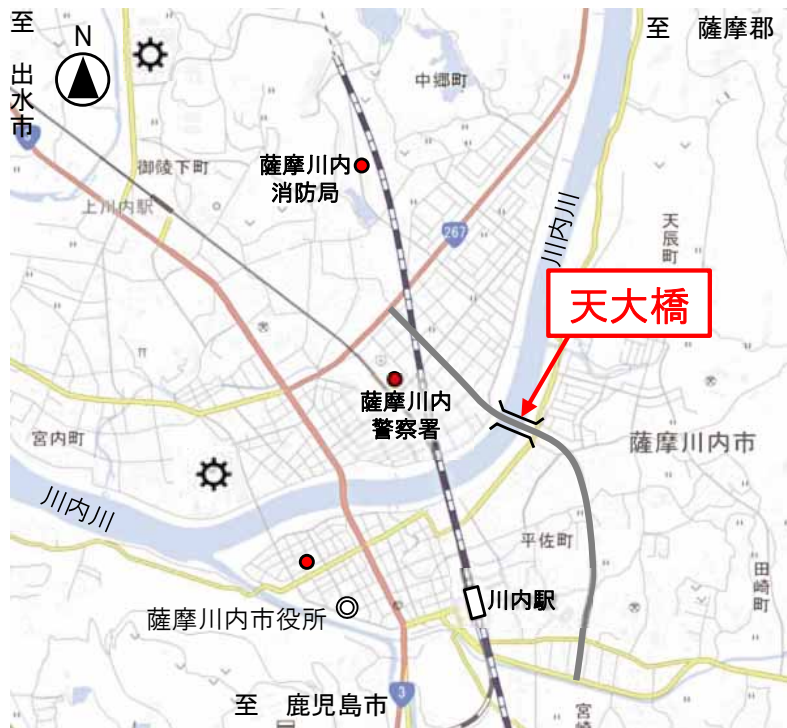 至 出水市
N
至 薩摩郡
中郷町
薩摩川内
消防局
御陵下町
上川内駅
267
川内川
天辰町
天大橋
薩摩川内
警察署
宮内町
薩摩川内市
川内川
平佐町
田崎町
川内駅
薩摩川内市役所
3
至 鹿児島市
宮崎